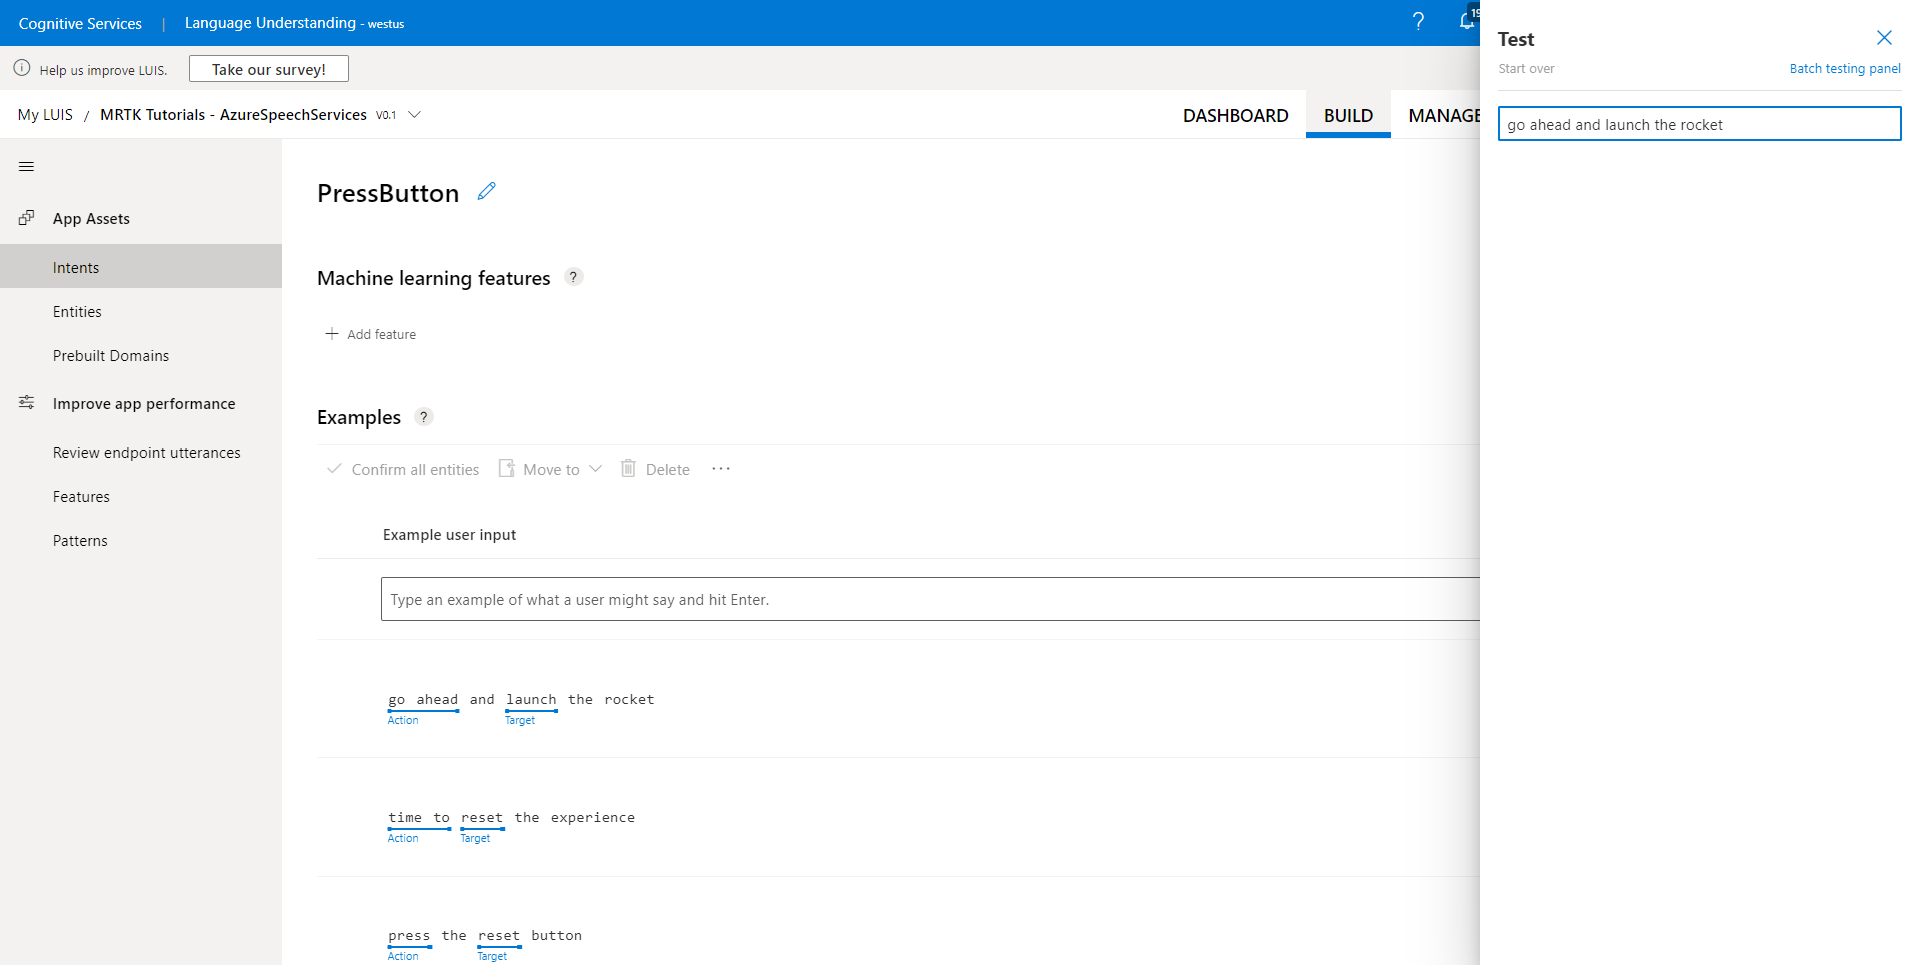 Cognitive Services | Language Understanding - westus
?
Help us improve LUIS. Take our survey!
My LUIS / MRTK Tutorials - AzureSpeechServices V0.1
DASHBOARD BUILD MANAGE
App Assets
Intents
Entities
Prebuilt Domains
Improve app performance
Review endpoint utterances
Features
Patterns
PressButton
Machine learning features ?
+ Add feature
Examples ?
Confirm all entities Move to Delete ...
Example user input
Type an example of what a user might say and hit Enter.
go ahead and launch the rocket
Action Target
time to reset the experience
Action Target
press the reset button
Action Target
Test
Start over Batch testing panel
go ahead and launch the rocket